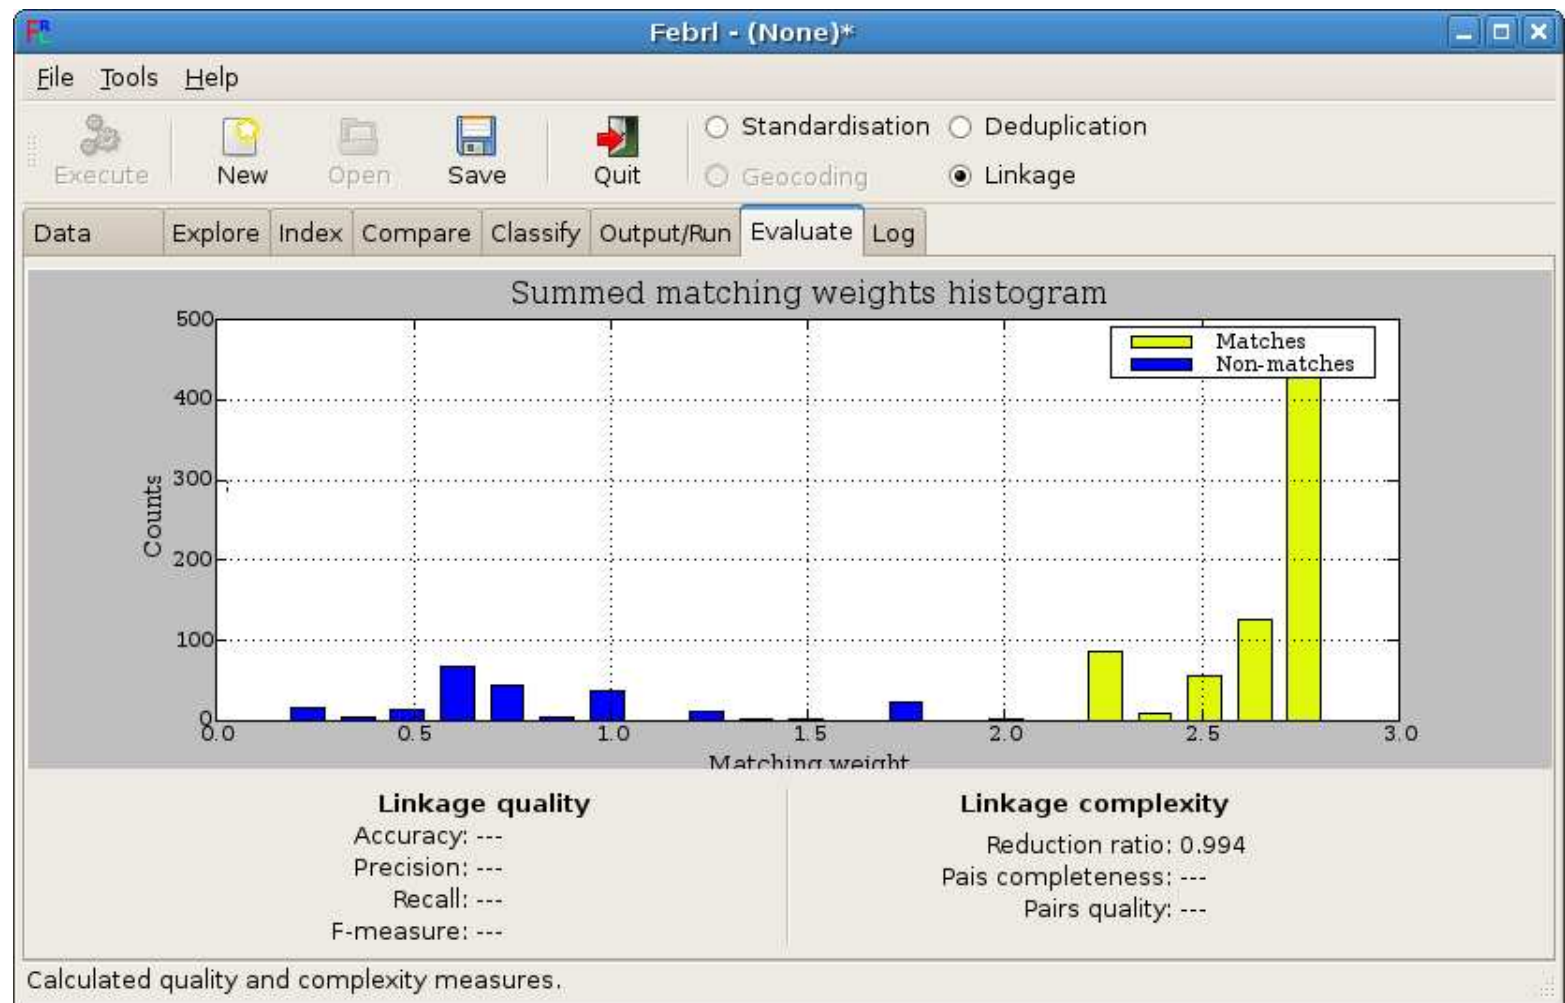 Febrl - (None)*
File Tools Help
Execute New Open Save Quit
Standardisation Deduplication
Geocoding Linkage
Data Explore Index Compare Classify Output/Run Evaluate Log
Summed matching weights histogram
Matches
Non-matches
500
400
300
200
100
0
Counts
0.0 0.5 1.0 1.5 2.0 2.5 3.0
Matching weight
Linkage quality
Accuracy: ---
Precision: ---
Recall: ---
F-measure: ---
Linkage complexity
Reduction ratio: 0.994
Pais completeness: ---
Pairs quality: ---
Calculated quality and complexity measures.